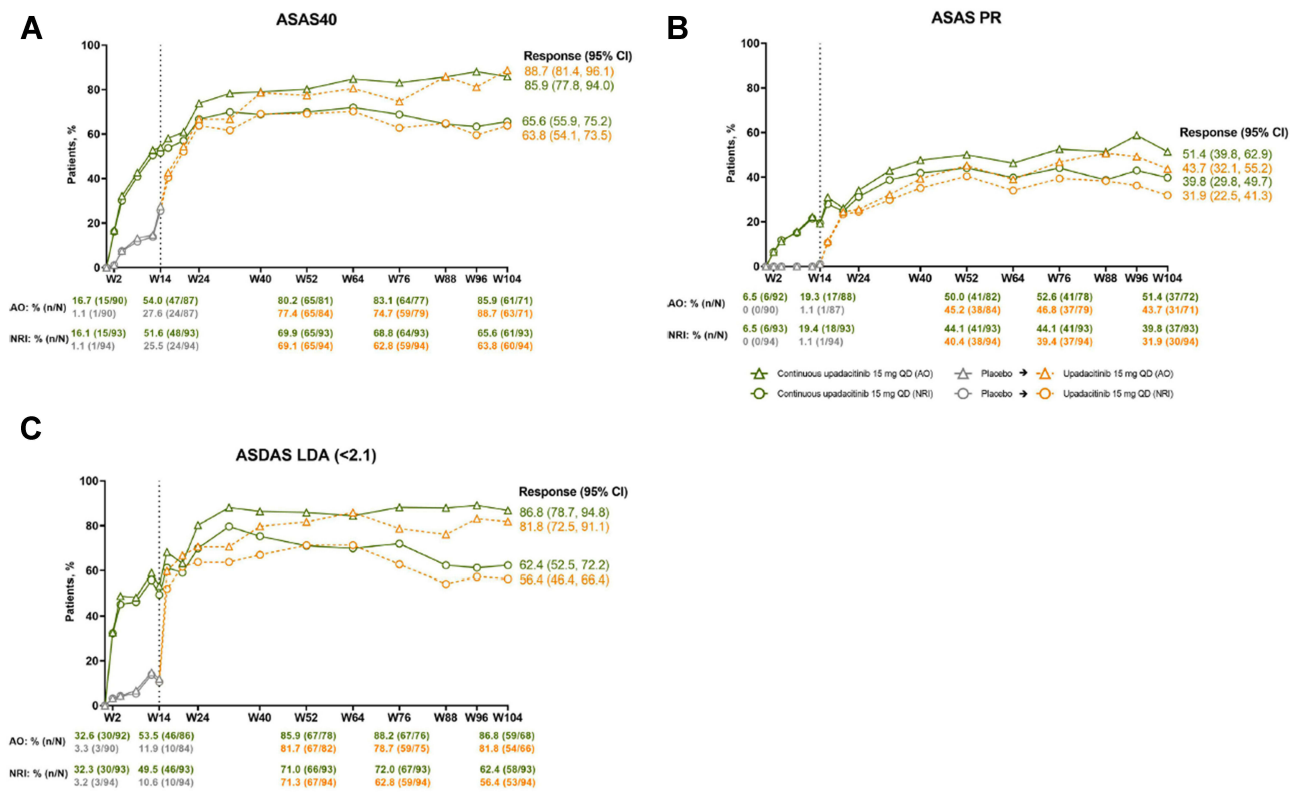 A
ASAS40
100
80
60
40
20
0
Patients, %
W2 W14 W24 W40 W52 W64 W76 W88 W96 W104
Response (95% CI)
88.7 (81.4, 96.1)
85.9 (77.8, 94.0)
65.6 (55.9, 75.2)
63.8 (54.1, 73.5)
16.7 (15/90) 54.0 (47/87) 80.2 (65/81) 83.1 (64/77) 85.9 (61/71)
AO: % (n/N)
1.1 (1/90) 27.6 (24/87) 77.4 (65/84) 74.7 (59/79) 88.7 (63/71)
16.1 (15/93) 51.6 (48/93) 69.9 (65/93) 68.8 (64/93) 65.6 (61/93)
NRI: % (n/N)
1.1 (1/94) 25.5 (24/94) 69.1 (65/94) 62.8 (59/94) 63.8 (60/94)
B
ASAS PR
100
80
60
40
20
0
Patients, %
W2 W14 W24 W40 W52 W64 W76 W88 W96 W104
Response (95% CI)
51.4 (39.8, 62.9)
43.7 (32.1, 55.2)
39.8 (29.8, 49.7)
31.9 (22.5, 41.3)
6.5 (6/92) 19.3 (17/88) 50.0 (41/82) 52.6 (41/78) 51.4 (37/72)
AO: % (n/N)
0 (0/90) 1.1 (1/87) 45.2 (38/84) 46.8 (37/79) 43.7 (31/71)
6.5 (6/93) 19.4 (18/93) 44.1 (41/93) 44.1 (41/93) 39.8 (37/93)
NRI: % (n/N)
0 (0/94) 1.1 (1/94) 40.4 (38/94) 39.4 (37/94) 31.9 (30/94)
Continuous upadacitinib 15 mg QD (AO) Placebo → Upadacitinib 15 mg QD (AO)
Continuous upadacitinib 15 mg QD (NRI) Placebo → Upadacitinib 15 mg QD (NRI)
C
ASDAS LDA (<2.1)
100
80
60
40
20
0
Patients, %
W2 W14 W24 W40 W52 W64 W76 W88 W96 W104
Response (95% CI)
86.8 (78.7, 94.8)
81.8 (72.5, 91.1)
62.4 (52.5, 72.2)
56.4 (46.4, 66.4)
32.6 (30/92) 53.5 (46/86) 85.9 (67/78) 88.2 (67/76) 86.8 (59/68)
AO: % (n/N)
3.3 (3/90) 11.9 (10/84) 81.7 (67/82) 78.7 (59/75) 81.8 (54/66)
32.3 (30/93) 49.5 (46/93) 71.0 (66/93) 72.0 (67/93) 62.4 (58/93)
NRI: % (n/N)
3.2 (3/94) 10.6 (10/94) 71.3 (67/94) 62.8 (59/94) 56.4 (53/94)